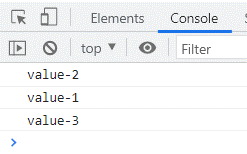 Elements Console
top Filter
value-2
value-1
value-3